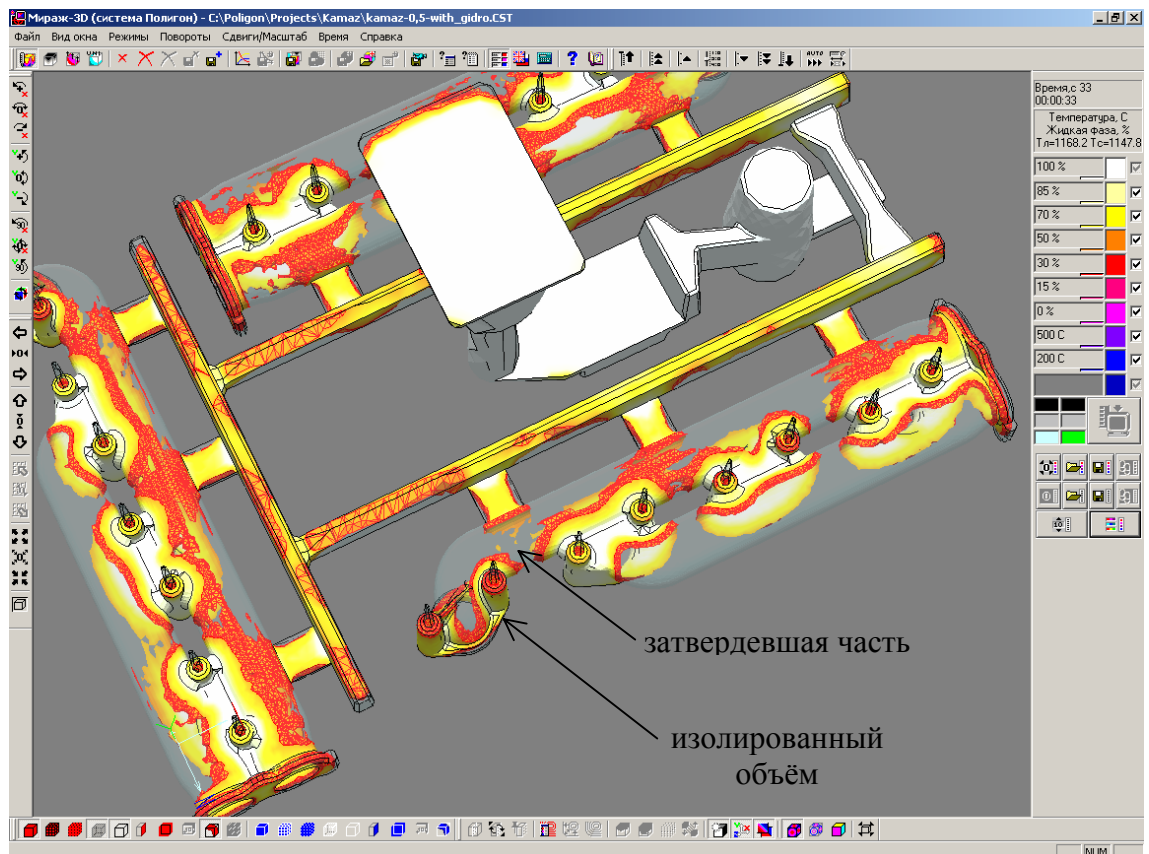 Мираж-3D (система Полигон) - C:\Poligon\Projects\Kamaz\kamaz-0,5-with_gidro.CST
Файл Вид окна Режимы Повороты Сдвиги/Масштаб Время Справка
Время,с 33
00:00:33
Температура, С
Жидкая фаза, %
Тл=1168.2 Тс=1147.8
100 %
85 %
70 %
50 %
30 %
15 %
0 %
500 C
200 C
затвердевшая часть
изолированный
объём
NUM